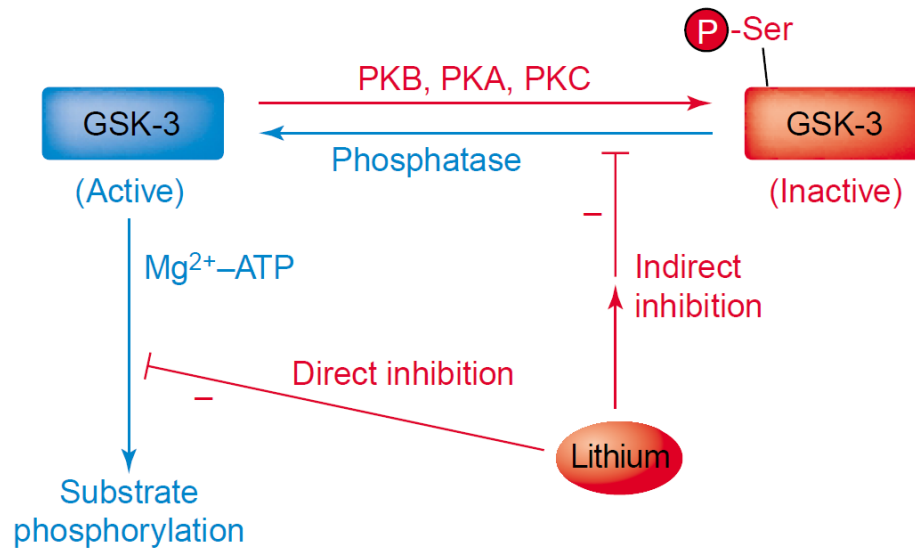 P -Ser
PKB, PKA, PKC
GSK-3
GSK-3
Phosphatase
(Active)
(Inactive)
–
Mg²⁺–ATP
Indirect
inhibition
Direct inhibition
–
Lithium
Substrate
phosphorylation